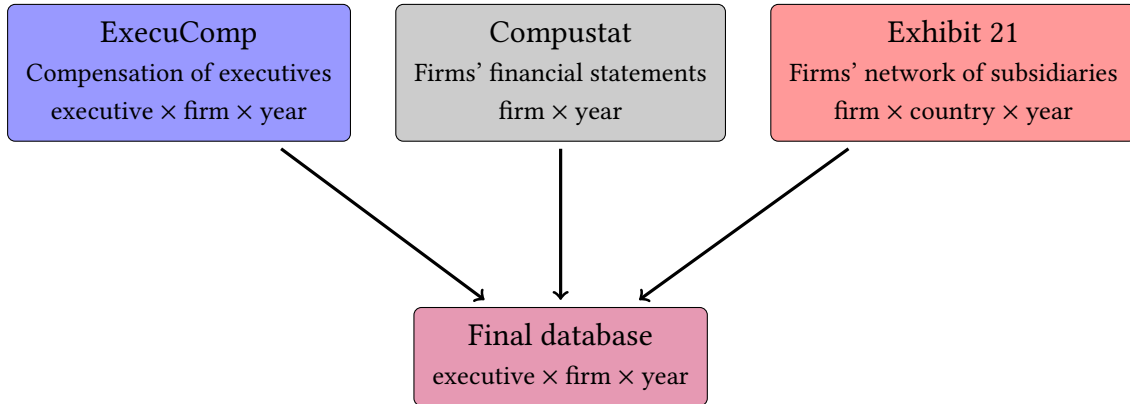 ExecuComp
Compensation of executives
executive × firm × year
Compustat
Firms' financial statements
firm × year
Exhibit 21
Firms' network of subsidiaries
firm × country × year
Final database
executive × firm × year